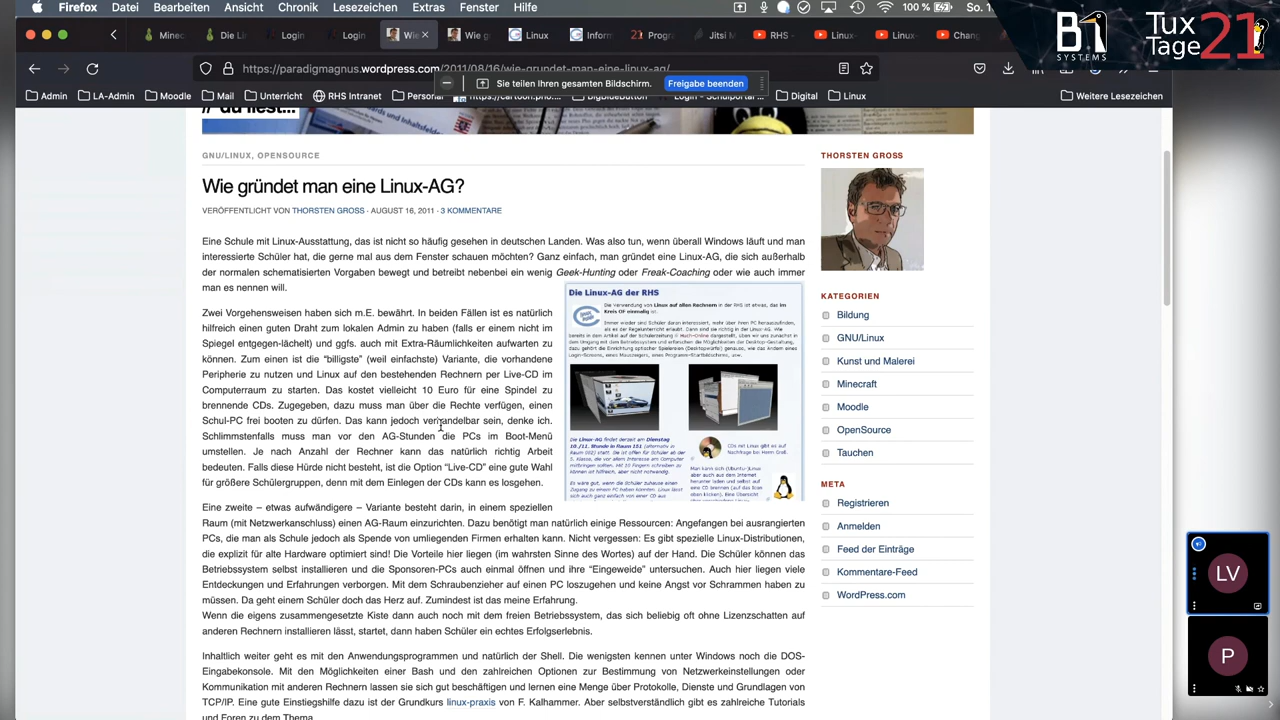 Firefox Datei Bearbeiten Ansicht Chronik Lesezeichen Extras Fenster Hilfe 100 % So. 1
B1 SYSTEMS
Tux Tage 21
Minec Die Li Login Login Wie Wie g Linux Inform Progra Jitsi M RHS - Linux- Linux- Chang
https://paradigmagnus.wordpress.com/2011/08/16/wie-grundet-man-eine-linux-ag/
Sie teilen Ihren gesamten Bildschirm. Freigabe beenden
Admin LA-Admin Moodle Mail Unterricht RHS Intranet Personal Digital Linux Weitere Lesezeichen
// du liest...
GNU/LINUX, OPENSOURCE
Wie gründet man eine Linux-AG?
VERÖFFENTLICHT VON THORSTEN GROSS · AUGUST 16, 2011 · 3 KOMMENTARE
Eine Schule mit Linux-Ausstattung, das ist nicht so häufig gesehen in deutschen Landen. Was also tun, wenn überall Windows läuft und man
interessierte Schüler hat, die gerne mal aus dem Fenster schauen möchten? Ganz einfach, man gründet eine Linux-AG, die sich außerhalb
der normalen schematisierten Vorgaben bewegt und betreibt nebenbei ein wenig Geek-Hunting oder Freak-Coaching oder wie auch immer
man es nennen will.
Zwei Vorgehensweisen haben sich m.E. bewährt. In beiden Fällen ist es natürlich
hilfreich einen guten Draht zum Schul-Admin zu haben (falls er einem nicht im
Spiegel entgegenlächelt) und ggfs. auch mit Extra-Rechten aufwarten zu
können. Zum einen ist die “billigste” (weil einfachste) Variante, die vorhandene
Peripherie zu nutzen und Linux auf den bestehenden Rechnern per Live-CD im
Computerraum zu starten. Das kostet vielleicht 10 Euro für eine Spindel zu
brennende CDs. Zugegeben, dazu muss man über die Rechte verfügen, einen
Schul-PC frei booten zu dürfen. Das kann jedoch verhandelbar sein, denke ich.
Schlimmstenfalls muss man vor den AG-Stunden die PCs im Boot-Menü
umstellen. Je nach Anzahl der Rechner kann das natürlich richtig Arbeit
bedeuten. Falls diese Hürde nicht existiert, ist die Option “Live-CD” eine gute Wahl
für größere Schülergruppen, denn mit dem Einlegen der CDs kann es losgehen.
Die Linux-AG der RHS
Eine zweite – etwas aufwändigere – Variante besteht darin, in einem speziellen
Raum (mit Netzwerkanschluss) einen AG-Raum einzurichten. Dazu benötigt man natürlich einige Ressourcen: Angefangen bei ausrangierten
PCs, die man als Schule jedoch als Spende von umliegenden Firmen erhalten kann. Nicht vergessen: Es gibt spezielle Linux-Distributionen,
die explizit für alte Hardware optimiert sind! Die Vorteile hier liegen (im wahrsten Sinne des Wortes) auf der Hand. Die Schüler können das
Betriebssystem selbst installieren und die Sponsoren-PCs auch einmal öffnen und ihre “Eingeweide” untersuchen. Auch hier liegen viele
Entdeckungen und Erfahrungen verborgen. Mit dem Schraubenzieher auf einen PC loszugehen und keine Angst vor Schrammen haben zu
müssen. Da geht einem Schüler doch das Herz auf. Zumindest ist das meine Erfahrung.
Wenn die eigens zusammengesetzte Kiste dann auch noch mit dem freien Betriebssystem, das sich beliebig oft ohne Lizenzschatten auf
anderen Rechnern installieren lässt, startet, dann haben Schüler ein echtes Erfolgserlebnis.
Inhaltlich weiter geht es mit den Anwendungsprogrammen und natürlich der Shell. Die wenigsten kennen unter Windows noch die DOS-
Eingabekonsole. Mit den Möglichkeiten einer Bash und den zahlreichen Optionen zur Bestimmung von Netzwerkeinstellungen oder
Kommunikation mit anderen Rechnern lassen sie sich gut beschäftigen und lernen eine Menge über Protokolle, Dienste und Grundlagen von
TCP/IP. Eine gute Einstiegshilfe dazu ist der Grundkurs linux-praxis von F. Kalhammer. Aber selbstverständlich gibt es zahlreiche Tutorials
und Foren zu dem Thema.
THORSTEN GROSS
KATEGORIEN
Bildung
GNU/Linux
Kunst und Malerei
Minecraft
Moodle
OpenSource
Tauchen
META
Registrieren
Anmelden
Feed der Einträge
Kommentare-Feed
WordPress.com
LV
P